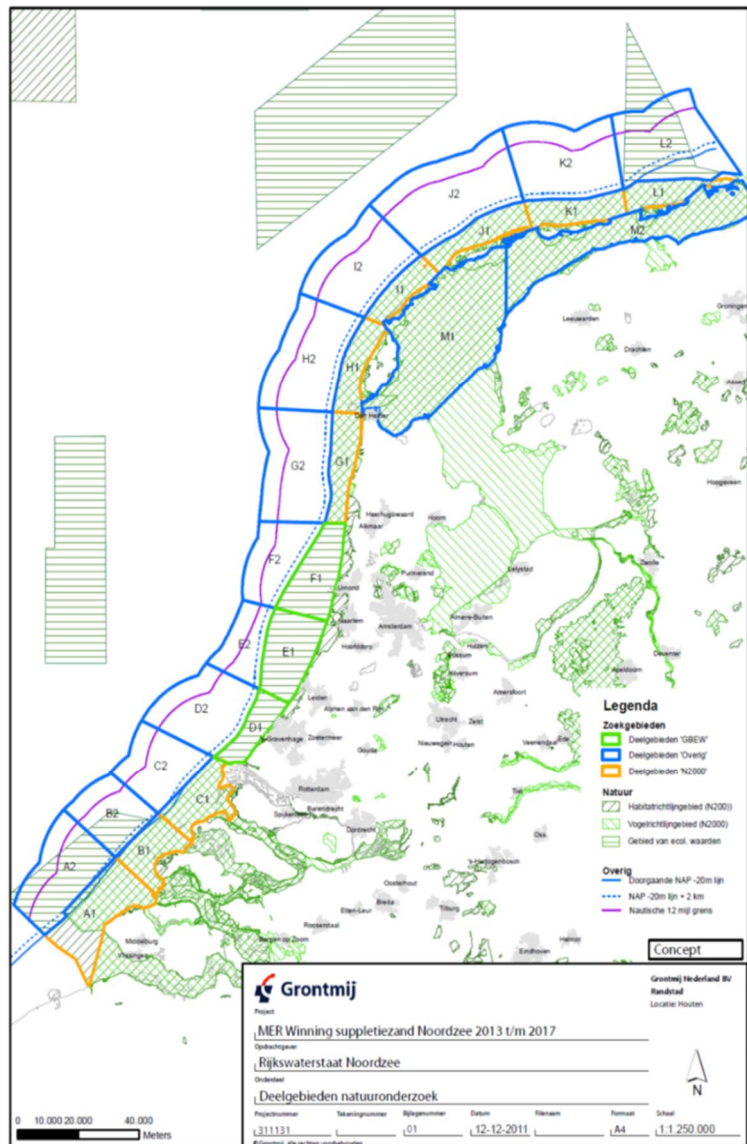 L2
K2
J2
L1
K1
M2
J1
I2
I1
Groningen
Leeuwarden
Drachten
M1
Assen
H2
H1
Den Helder
G2
G1
Hoogeveen
Heerhugowaard
Hoorn
Alkmaar
F2
F1
Purmerend
Lelystad
Zwolle
IJmond
E2
Haarlem
Amsterdam
Almere-Buiten
E1
Hoofddorp
Huizen
Bussum
Hilversum
Deventer
Apeldoorn
D2
Leiden
Amersfoort
D1
Alphen aan den Rijn
's-Gravenhage
Zoetermeer
Utrecht
Zeist
Gouda
Nieuwegein
Houten
Veenendaal
Ede
C2
C1
Rotterdam
Barendrecht
Spijkenisse
Dordrecht
Tiel
B2
B1
Oss
's-Hertogenbosch
A2
A1
Oosterhout
Breda
Etten-Leur
Tilburg
Roosendaal
Middelburg
Vlissingen
Bergen op Zoom
Eindhoven
Helmond
Legenda
Zoekgebieden
Deelgebieden 'GBEW'
Deelgebieden 'Overig'
Deelgebieden 'N2000'
Natuur
Habitatrichtlijngebied (N200))
Vogelrichtlijngebied (N2000)
Gebied van ecol. waarden
Overig
Doorgaande NAP -20m lijn
NAP -20m lijn + 2 km
Nautische 12 mijl grens
Concept
Grontmij
Grontmij Nederland BV
Randstad
Locatie: Houten
Project
MER Winning suppletiezand Noordzee 2013 t/m 2017
Opdrachtgever
Rijkswaterstaat Noordzee
Onderdeel
Deelgebieden natuuronderzoek
N
Projectnummer Tekeningnummer Bijlagenummer Datum Filenaam Formaat Schaal
311131 01 12-12-2011 A4 1:1.250.000
© Grontmij, alle rechten voorbehouden
0 10.000 20.000 40.000
Meters